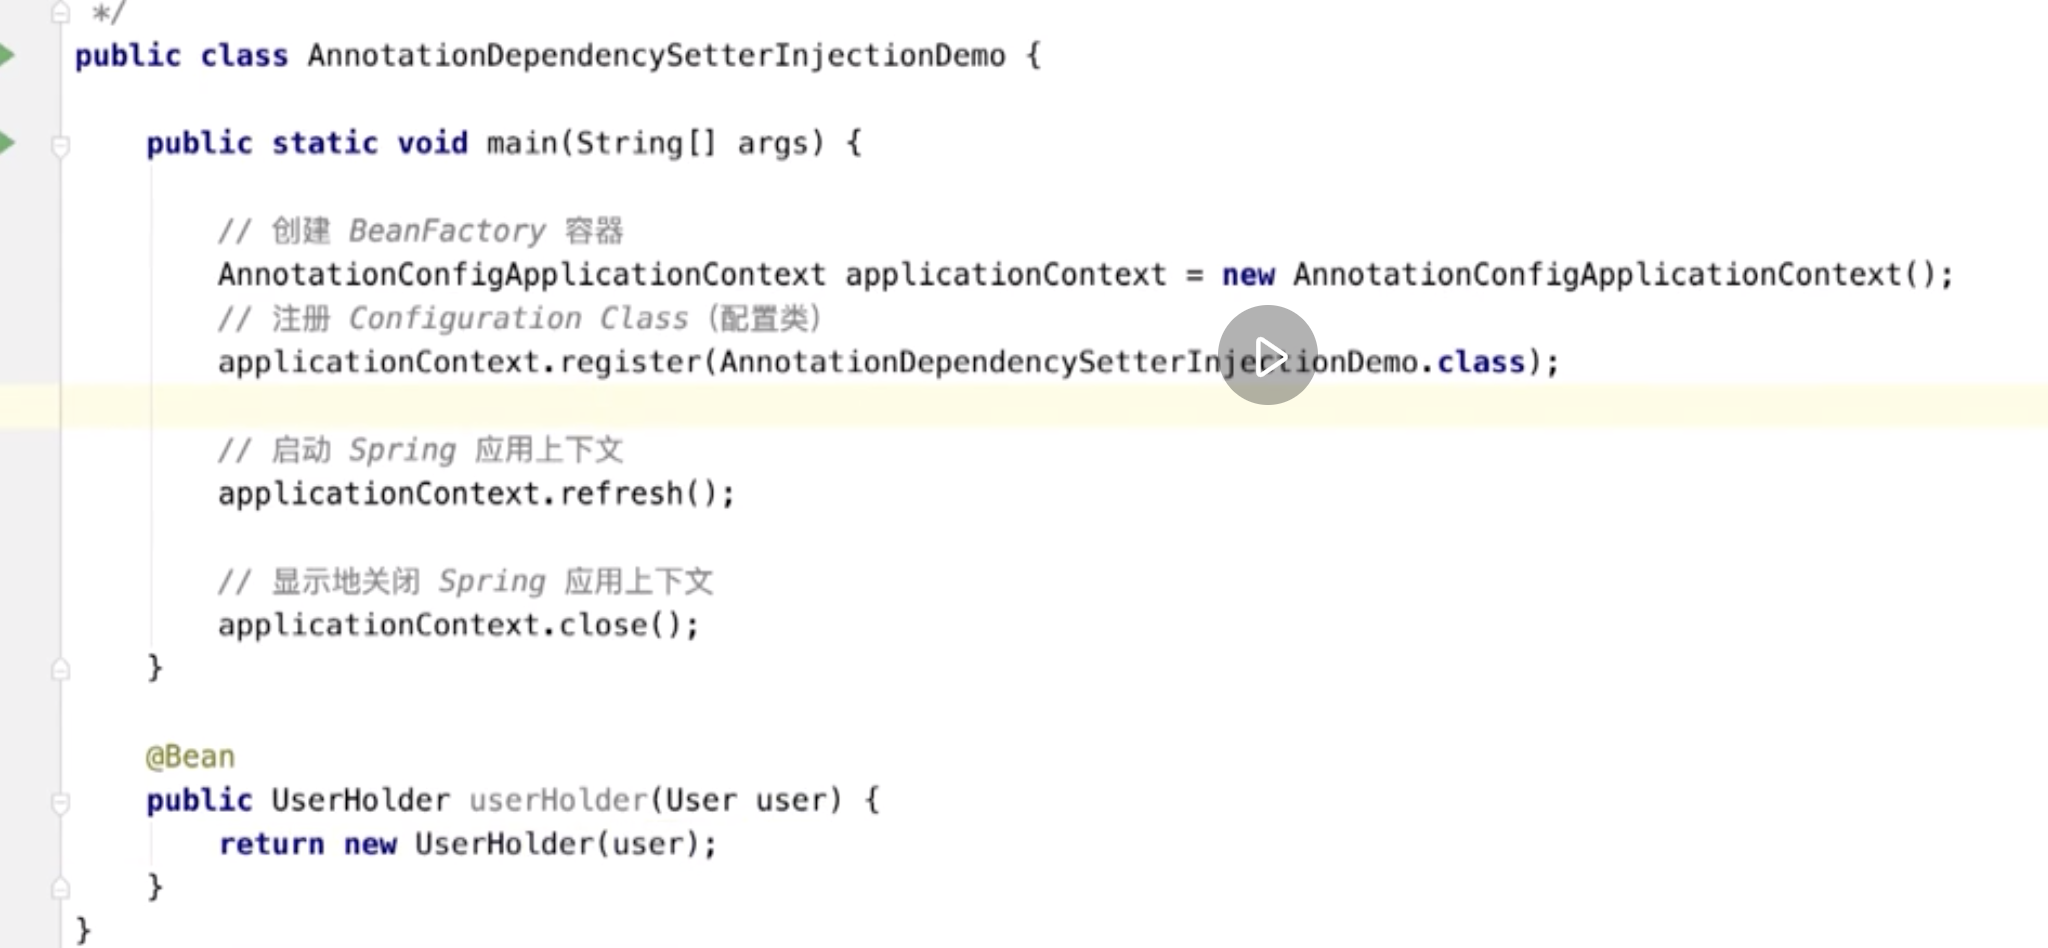 */
public class AnnotationDependencySetterInjectionDemo {
public static void main(String[] args) {
// 创建 BeanFactory 容器
AnnotationConfigApplicationContext applicationContext = new AnnotationConfigApplicationContext();
// 注册 Configuration Class（配置类）
applicationContext.register(AnnotationDependencySetterInjectionDemo.class);
// 启动 Spring 应用上下文
applicationContext.refresh();
// 显示地关闭 Spring 应用上下文
applicationContext.close();
}
@Bean
public UserHolder userHolder(User user) {
return new UserHolder(user);
}
}